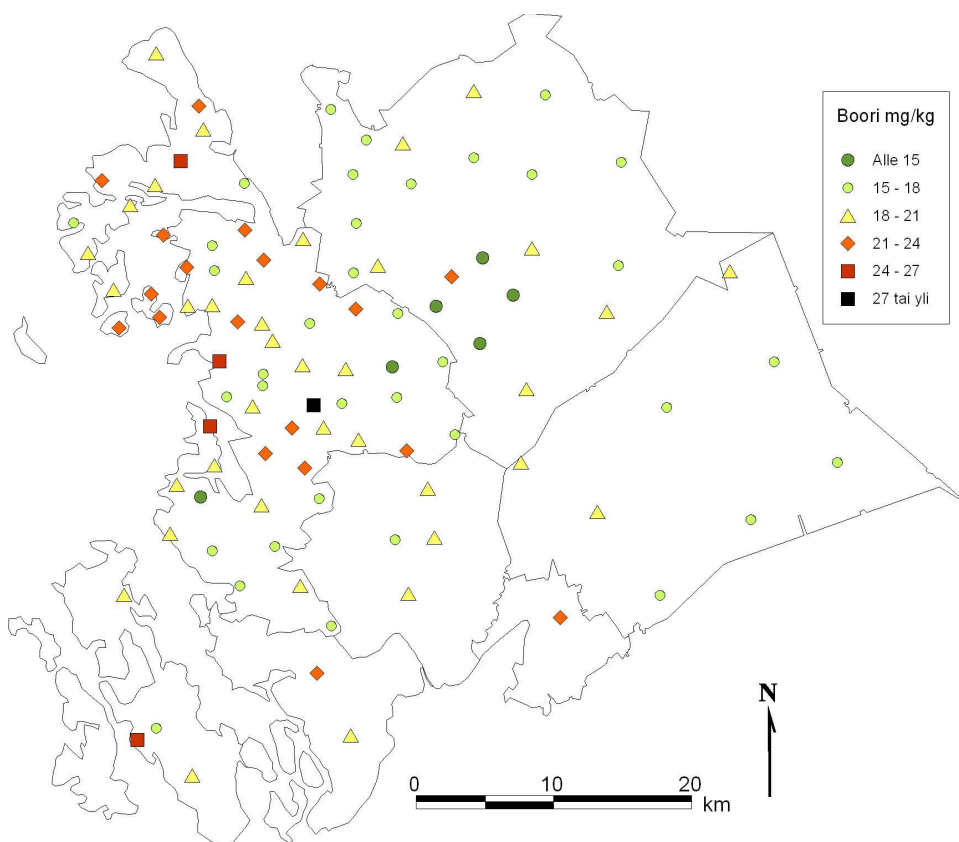 Boori mg/kg
Alle 15
15 - 18
18 - 21
21 - 24
24 - 27
27 tai yli
N
0 10 20
km